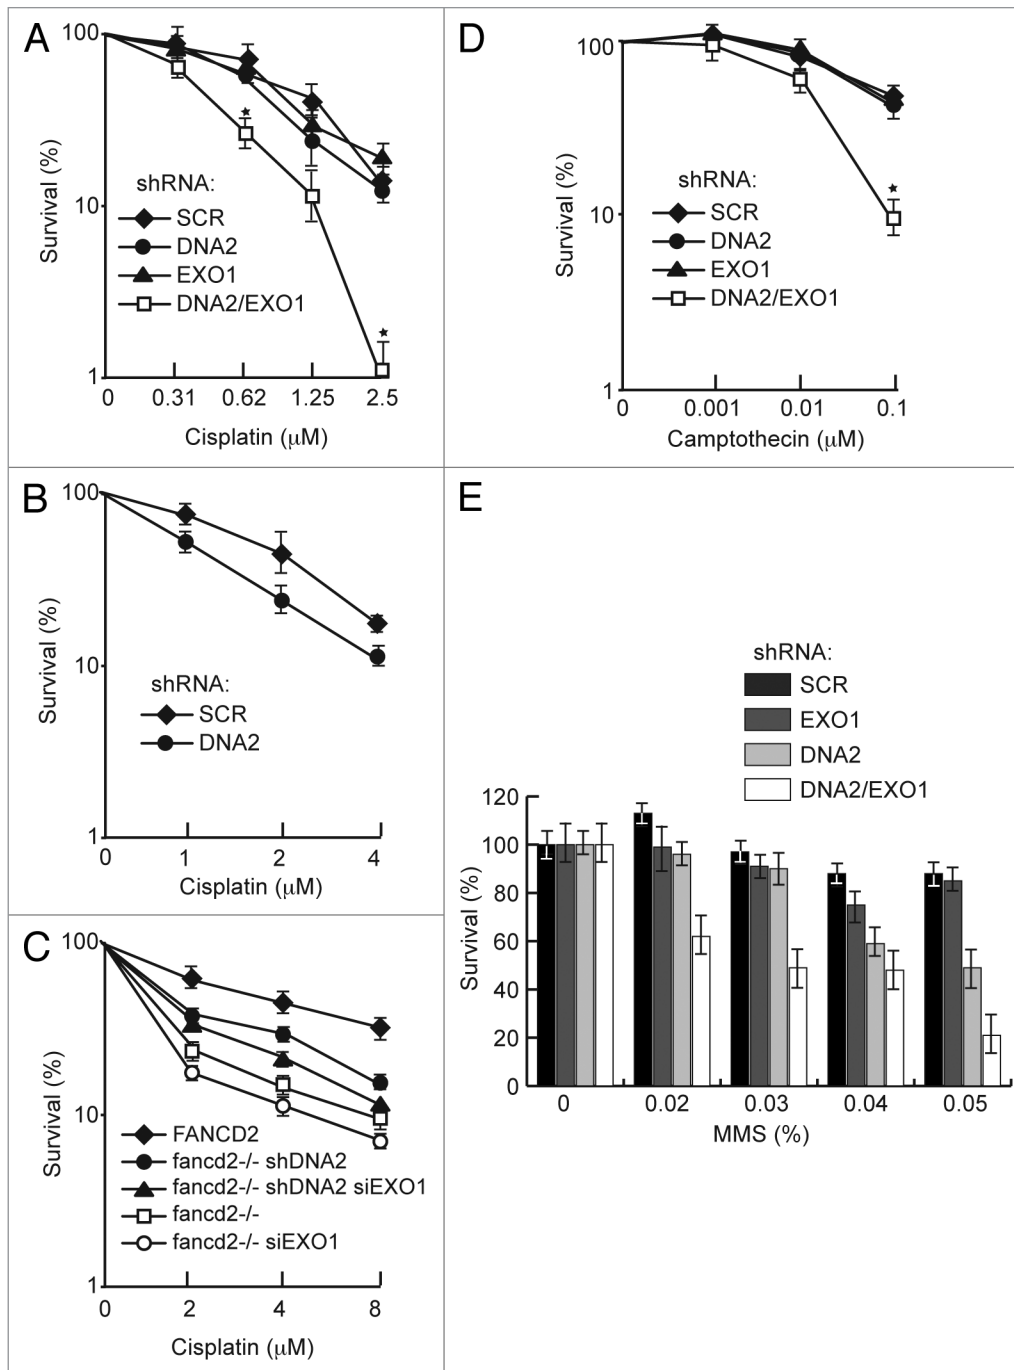 A
100
10
1
Survival (%)
shRNA:
SCR
DNA2
EXO1
DNA2/EXO1
0 0.31 0.62 1.25 2.5
Cisplatin (μM)
D
100
10
1
Survival (%)
shRNA:
SCR
DNA2
EXO1
DNA2/EXO1
0 0.001 0.01 0.1
Camptothecin (μM)
B
100
10
1
Survival (%)
shRNA:
SCR
DNA2
1 2 4
Cisplatin (μM)
C
100
10
1
Survival (%)
FANCD2
fancd2-/- shDNA2
fancd2-/- shDNA2 siEXO1
fancd2-/-
fancd2-/- siEXO1
0 2 4 8
Cisplatin (μM)
E
shRNA:
SCR
EXO1
DNA2
DNA2/EXO1
120
100
80
60
40
20
0
Survival (%)
0 0.02 0.03 0.04 0.05
MMS (%)